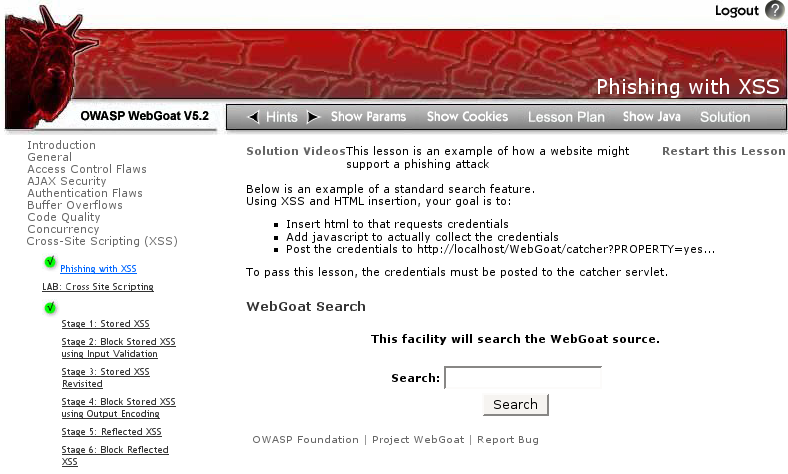 Logout ?
Phishing with XSS
OWASP WebGoat V5.2
Hints Show Params Show Cookies Lesson Plan Show Java Solution
Introduction
General
Access Control Flaws
AJAX Security
Authentication Flaws
Buffer Overflows
Code Quality
Concurrency
Cross-Site Scripting (XSS)
Phishing with XSS
LAB: Cross Site Scripting
Stage 1: Stored XSS
Stage 2: Block Stored XSS
using Input Validation
Stage 3: Stored XSS
Revisited
Stage 4: Block Stored XSS
using Output Encoding
Stage 5: Reflected XSS
Stage 6: Block Reflected
XSS
Solution Videos This lesson is an example of how a website might Restart this Lesson
support a phishing attack
Below is an example of a standard search feature.
Using XSS and HTML insertion, your goal is to:
Insert html to that requests credentials
Add javascript to actually collect the credentials
Post the credentials to http://localhost/WebGoat/catcher?PROPERTY=yes...
To pass this lesson, the credentials must be posted to the catcher servlet.
WebGoat Search
This facility will search the WebGoat source.
Search:
Search
OWASP Foundation | Project WebGoat | Report Bug